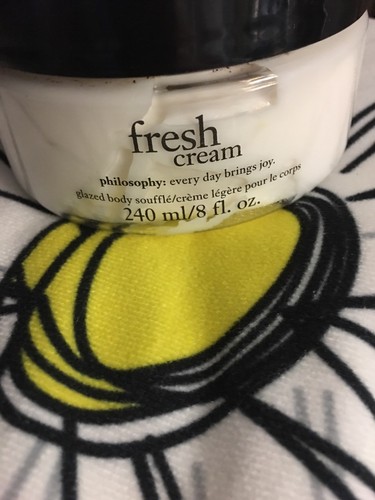 fresh
cream
philosophy: every day brings joy.
glazed body soufflé/crème légère pour le corps
240 ml/8 fl. oz.